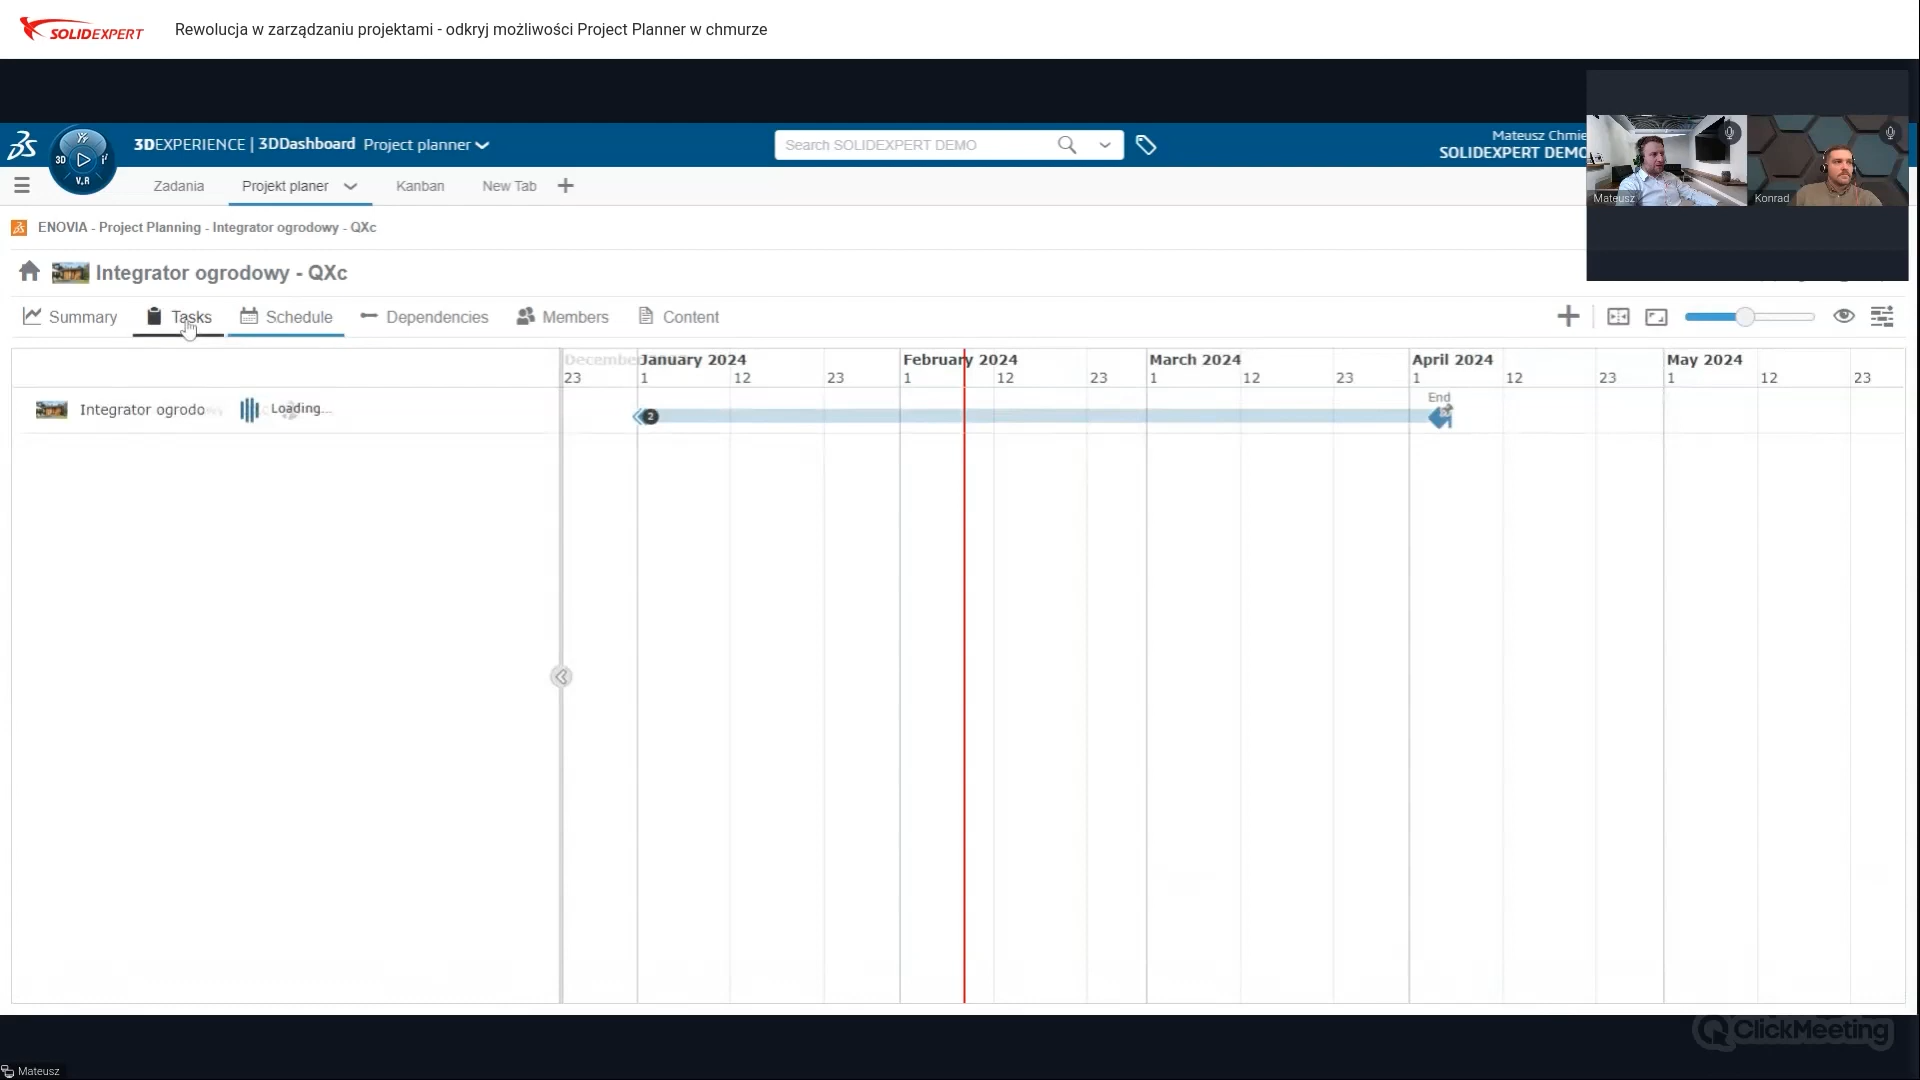 SOLIDEXPERT
Rewolucja w zarządzaniu projektami - odkryj możliwości Project Planner w chmurze
3DEXPERIENCE | 3DDashboard Project planner
Search SOLIDEXPERT DEMO
Mateusz Chmie
SOLIDEXPERT DEMO
3D
V.R
Zadania
Projekt planer
Kanban
New Tab
Mateusz
Konrad
ENOVIA - Project Planning - Integrator ogrodowy - QXc
Integrator ogrodowy - QXc
Summary
Tasks
Schedule
Dependencies
Members
Content
January 2024
February 2024
March 2024
April 2024
May 2024
23 1 12 23 1 12 23 1 12 23 1 12 23 1 12 23
Integrator ogrodo
Loading...
2
End
ClickMeeting
Mateusz